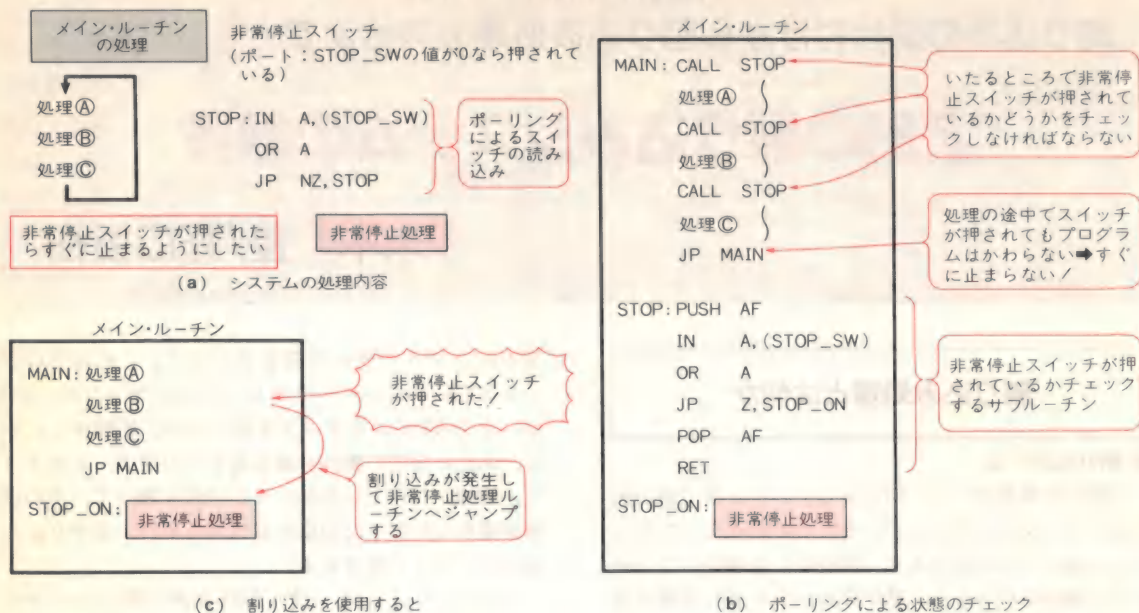 メイン・ルーチン
の処理
処理Ⓐ
処理Ⓑ
処理Ⓒ
非常停止スイッチ
(ポート:STOP_SWの値が0なら押されて
いる)
STOP:IN A,(STOP_SW)
OR A
JP NZ,STOP
ポーリング
によるスイ
ッチの読み
込み
非常停止スイッチが押された
らすぐに止まるようにしたい
非常停止処理
(a) システムの処理内容
メイン・ルーチン
MAIN:処理Ⓐ
処理Ⓑ
処理Ⓒ
JP MAIN
STOP_ON:
非常停止処理
非常停止スイッチ
が押された!
割り込みが発生し
て非常停止処理ル
ーチンへジャンプ
する
(c) 割り込みを使用すると
メイン・ルーチン
MAIN:CALL STOP
処理Ⓐ
CALL STOP
処理Ⓑ
CALL STOP
処理Ⓒ
JP MAIN
いたるところで非常停
止スイッチが押されて
いるかどうかをチェッ
クしなければならない
処理の途中でスイッチ
が押されてもプログラ
ムはかわらない➡すぐ
に止まらない!
STOP:PUSH AF
IN A,(STOP_SW)
OR A
JP Z,STOP_ON
POP AF
RET
非常停止スイッチが押
されているかチェック
するサブルーチン
STOP_ON:
非常停止処理
(b) ポーリングによる状態のチェック